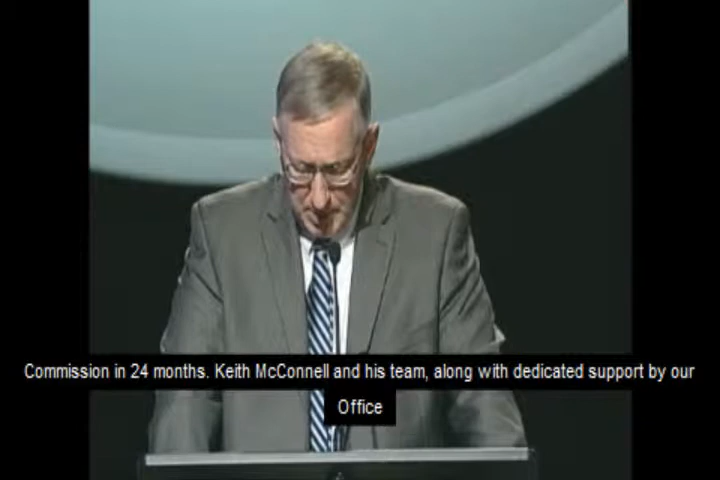 Commission in 24 months. Keith McConnell and his team, along with dedicated support by our
Office